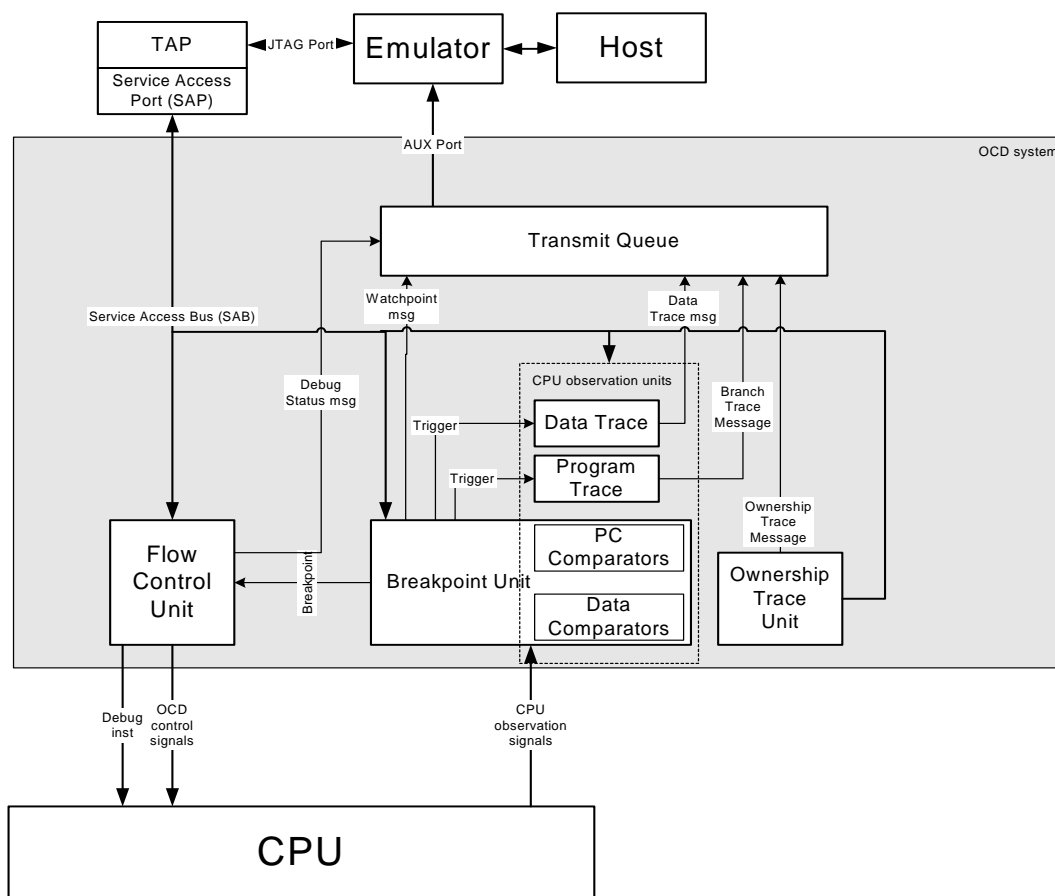 TAP
JTAG Port
Emulator
Host
Service Access
Port (SAP)
AUX Port
OCD system
Transmit Queue
Watchpoint
msg
Data
Trace msg
Service Access Bus (SAB)
CPU observation units
Debug
Status msg
Branch
Trace
Message
Trigger
Data Trace
Trigger
Program
Trace
Ownership
Trace
Message
Flow
Control
Unit
Breakpoint
Breakpoint Unit
PC
Comparators
Data
Comparators
Ownership
Trace
Unit
Debug
inst
OCD
control
signals
CPU
observation
signals
CPU